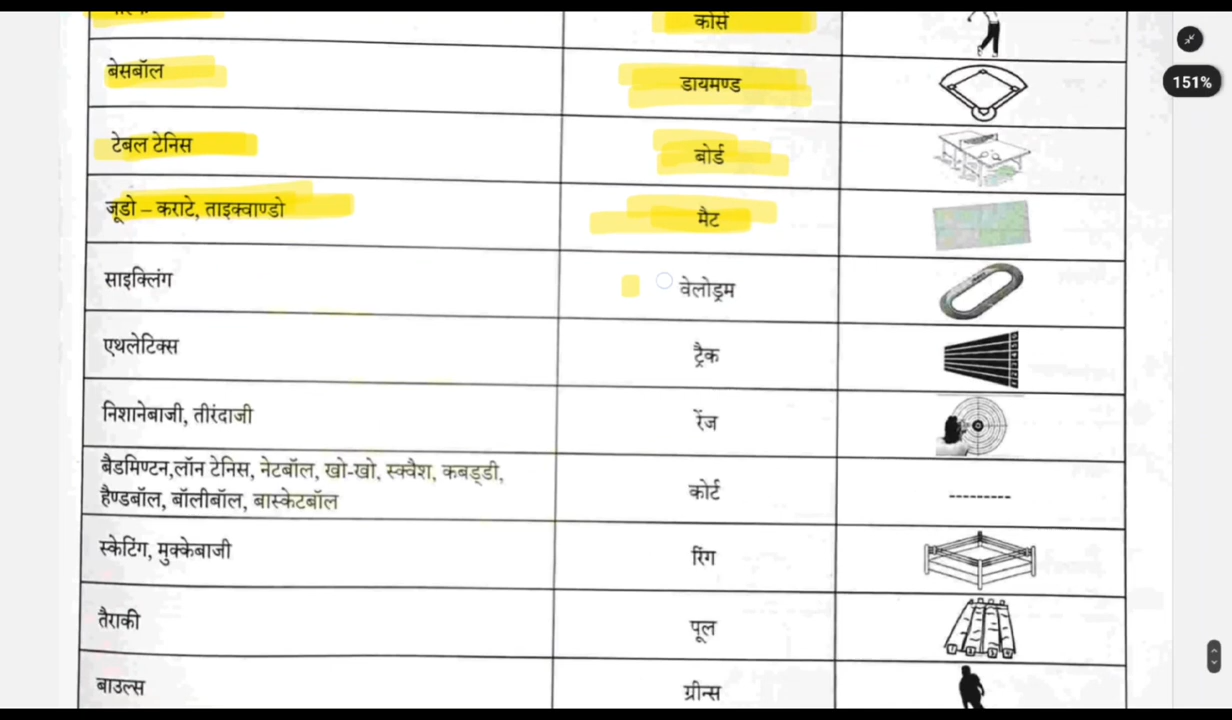 कोर्स
बेसबॉल
डायमण्ड
151%
टेबल टेनिस
बोर्ड
जूडो – कराटे, ताइक्वाण्डो
मैट
साइक्लिंग
वेलोड्रम
एथलेटिक्स
ट्रैक
निशानेबाजी, तीरंदाजी
रेंज
बैडमिण्टन,लॉन टेनिस, नेटबॉल, खो-खो, स्क्वैश, कबड्डी,
हैण्डबॉल, बॉलीबॉल, बास्केटबॉल
कोर्ट
----------
स्केटिंग, मुक्केबाजी
रिंग
तैराकी
पूल
बाउल्स
ग्रीन्स